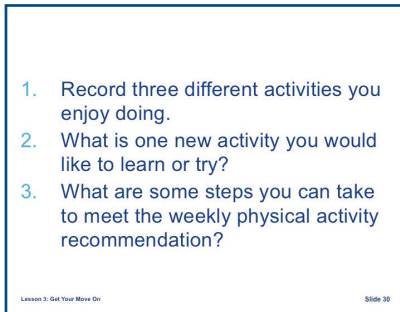 1. Record three different activities you
enjoy doing.
2. What is one new activity you would
like to learn or try?
3. What are some steps you can take
to meet the weekly physical activity
recommendation?
Lesson 3: Get Your Move On
Slide 30